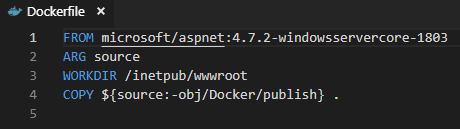 Dockerfile
1 FROM microsoft/aspnet:4.7.2-windowsservercore-1803
2 ARG source
3 WORKDIR /inetpub/wwwroot
4 COPY ${source:-obj/Docker/publish} .
5